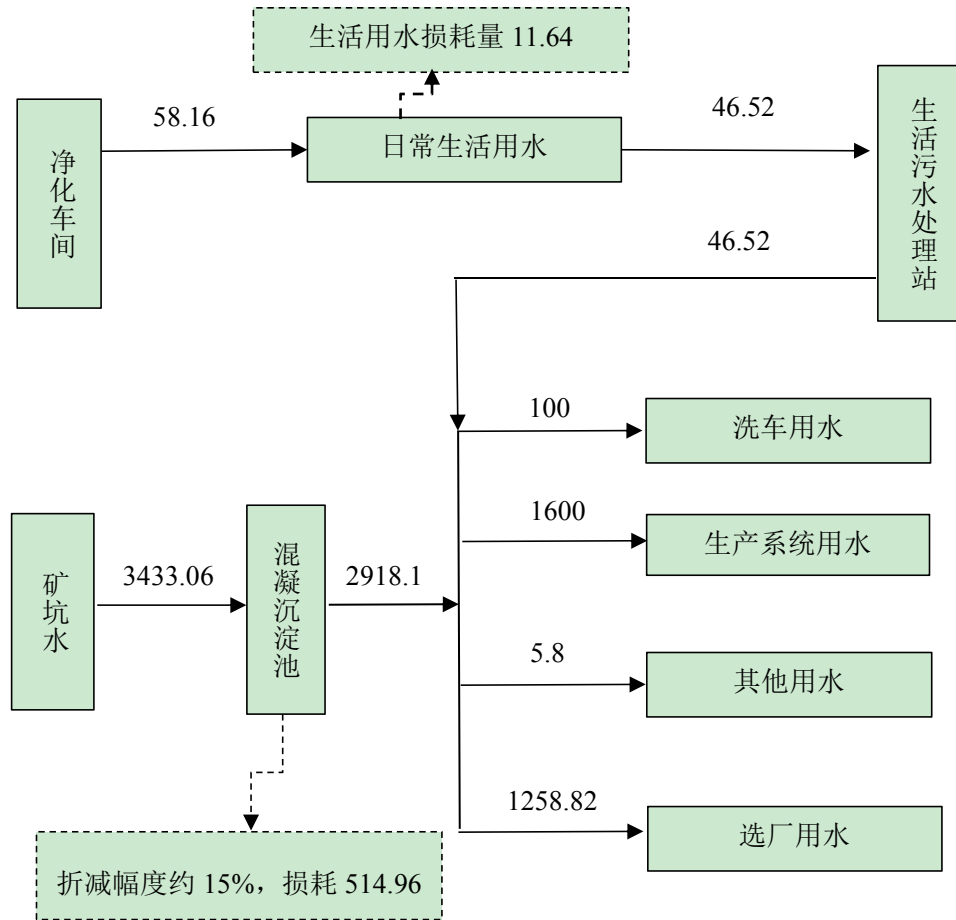 生活用水损耗量 11.64
58.16
46.52
净化车间
日常生活用水
生活污水处理站
46.52
100
洗车用水
1600
生产系统用水
矿坑水
3433.06
混凝沉淀池
2918.1
5.8
其他用水
1258.82
选厂用水
折减幅度约 15%，损耗 514.96